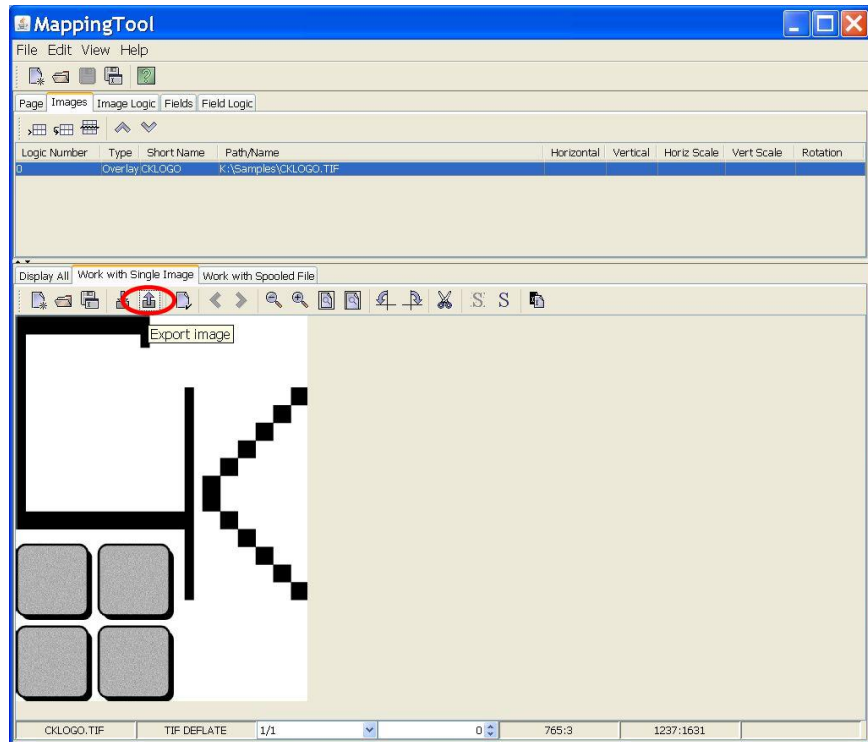 MappingTool
File Edit View Help
Page Images Image Logic Fields Field Logic
Logic Number Type Short Name Path/Name Horizontal Vertical Horiz Scale Vert Scale Rotation
0 Overlay CKLOGO K:\Samples\CKLOGO.TIF
Display All Work with Single Image Work with Spooled File
S S
Export image
CKLOGO.TIF TIF DEFLATE 1/1 0 765:3 1237:1631